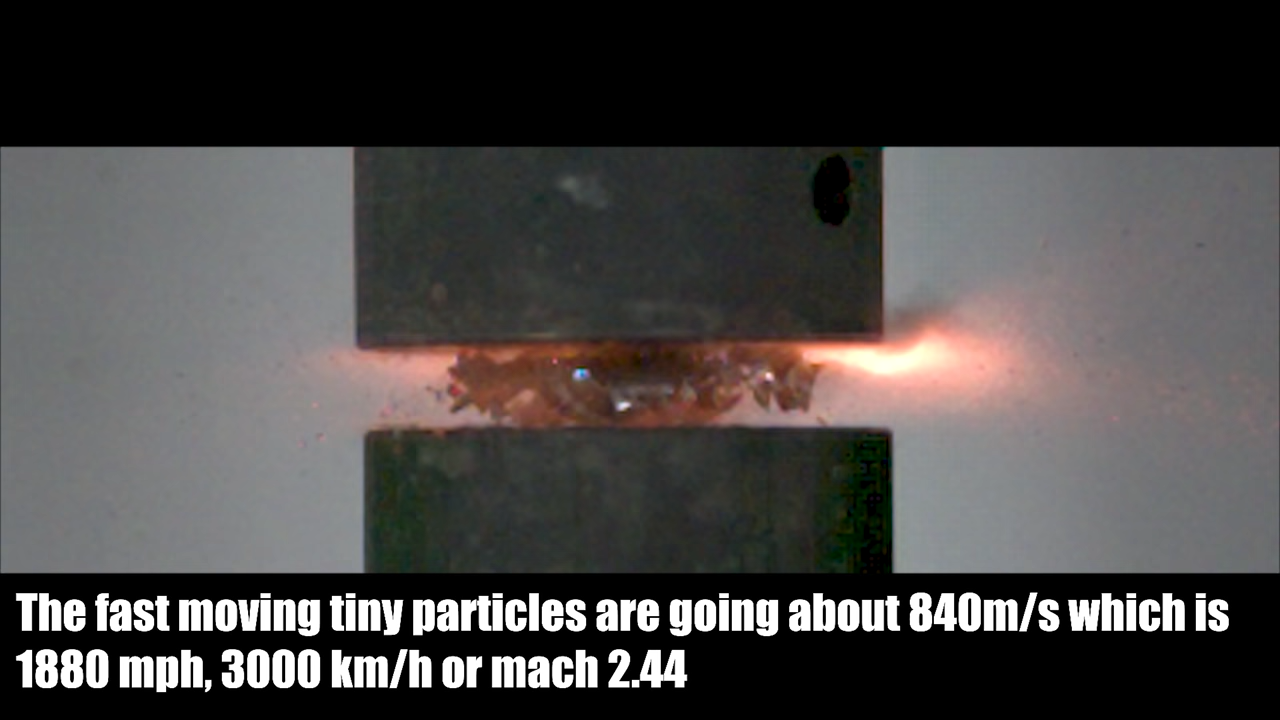 The fast moving tiny particles are going about 840m/s which is
1880 mph, 3000 km/h or mach 2.44